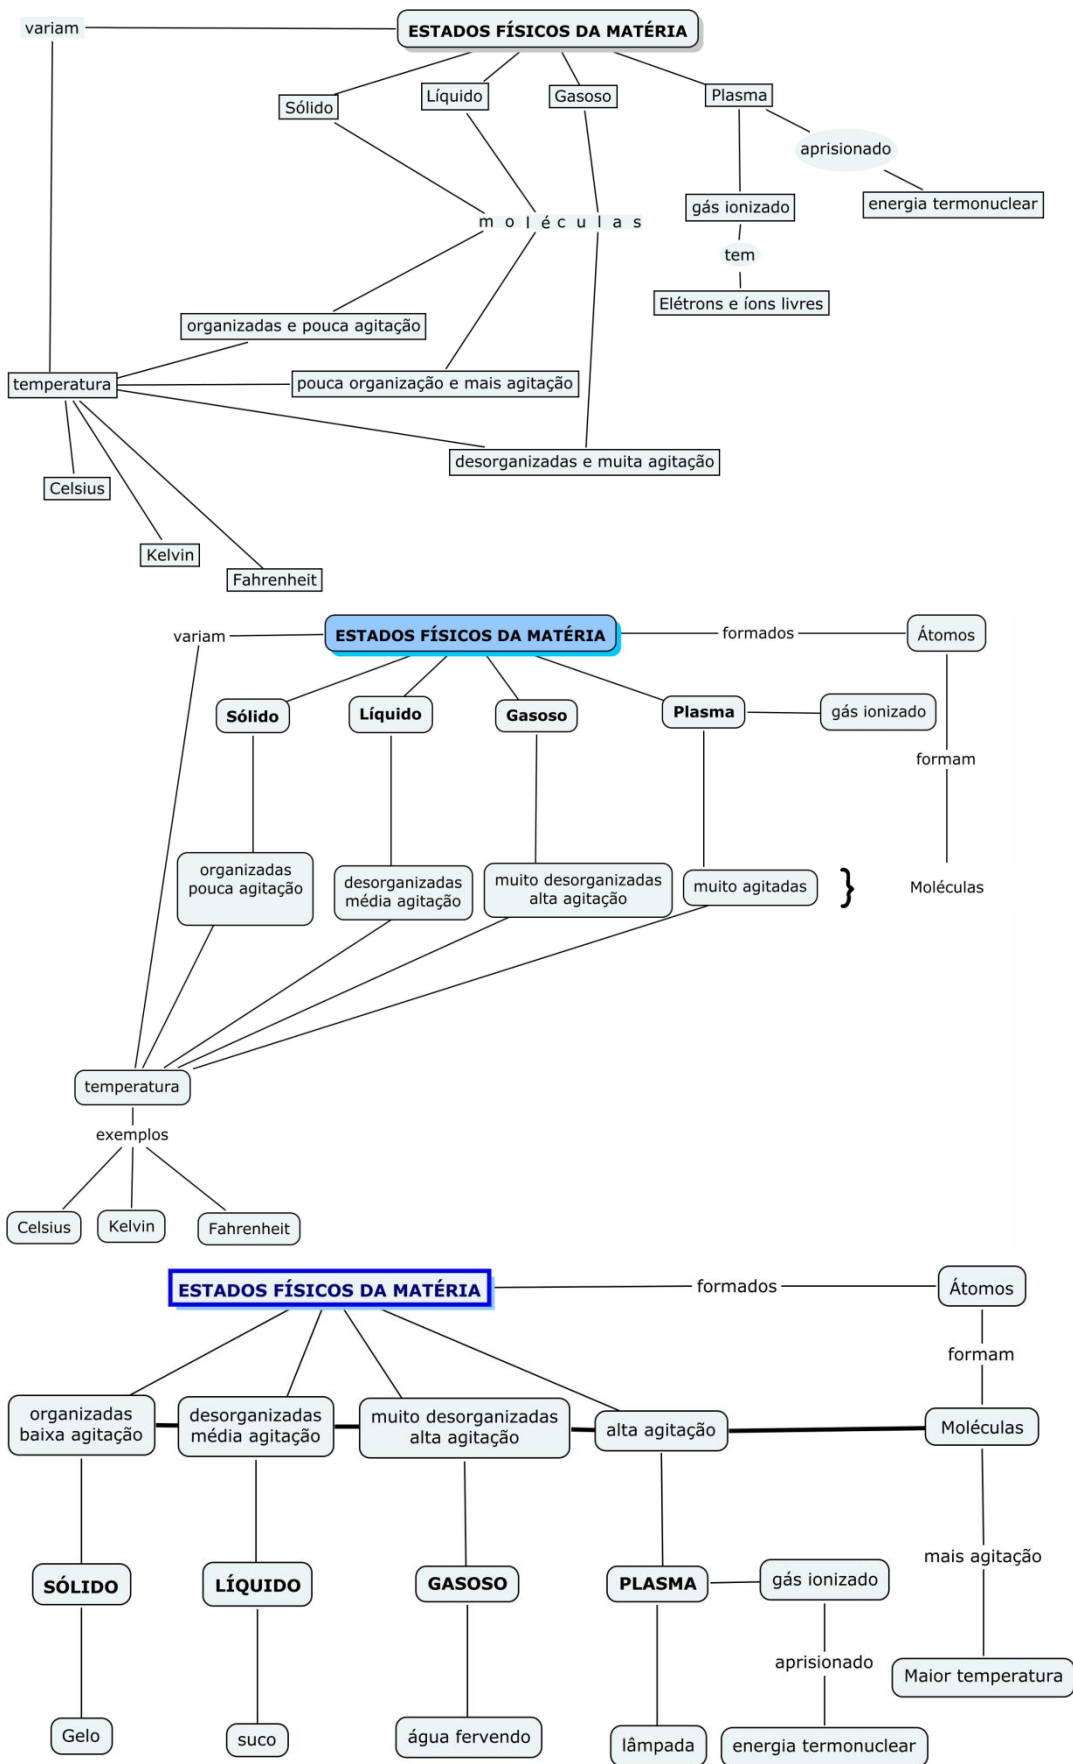 variam
ESTADOS FÍSICOS DA MATÉRIA
Sólido
Líquido
Gasoso
Plasma
aprisionado
gás ionizado
energia termonuclear
moléculas
tem
Elétrons e íons livres
organizadas e pouca agitação
temperatura
pouca organização e mais agitação
desorganizadas e muita agitação
Celsius
Kelvin
Fahrenheit
variam
ESTADOS FÍSICOS DA MATÉRIA
formados
Átomos
Sólido
Líquido
Gasoso
Plasma
gás ionizado
formam
organizadas
pouca agitação
desorganizadas
média agitação
muito desorganizadas
alta agitação
muito agitadas
}
Moléculas
temperatura
exemplos
Celsius
Kelvin
Fahrenheit
ESTADOS FÍSICOS DA MATÉRIA
formados
Átomos
formam
organizadas
baixa agitação
desorganizadas
média agitação
muito desorganizadas
alta agitação
alta agitação
Moléculas
mais agitação
SÓLIDO
LÍQUIDO
GASOSO
PLASMA
gás ionizado
aprisionado
Maior temperatura
Gelo
suco
água fervendo
lâmpada
energia termonuclear